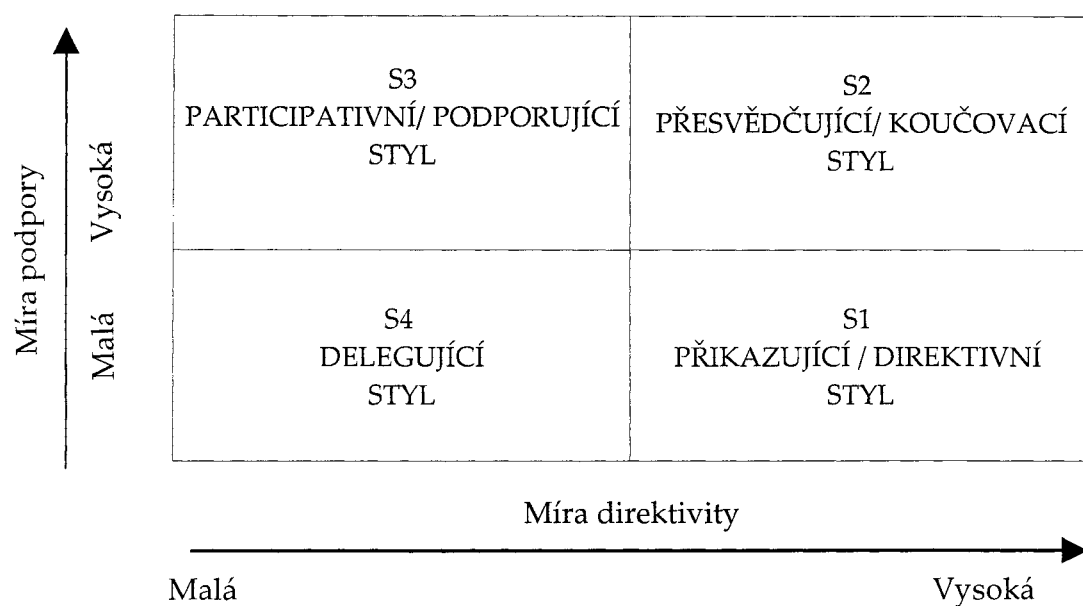 Míra podpory
Vysoká
Malá
S3
PARTICIPATIVNÍ/ PODPORUJÍCÍ
STYL
S2
PŘESVĚDČUJÍCÍ/ KOUČOVACÍ
STYL
S4
DELEGUJÍCÍ
STYL
S1
PŘIKAZUJÍCÍ / DIREKTIVNÍ
STYL
Míra direktivity
Malá
Vysoká